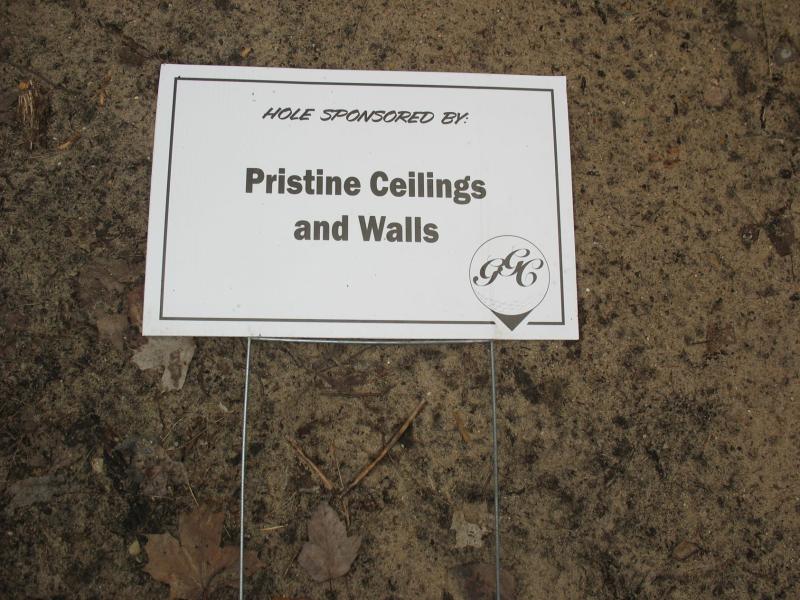 HOLE SPONSORED BY:
Pristine Ceilings
and Walls
GGC